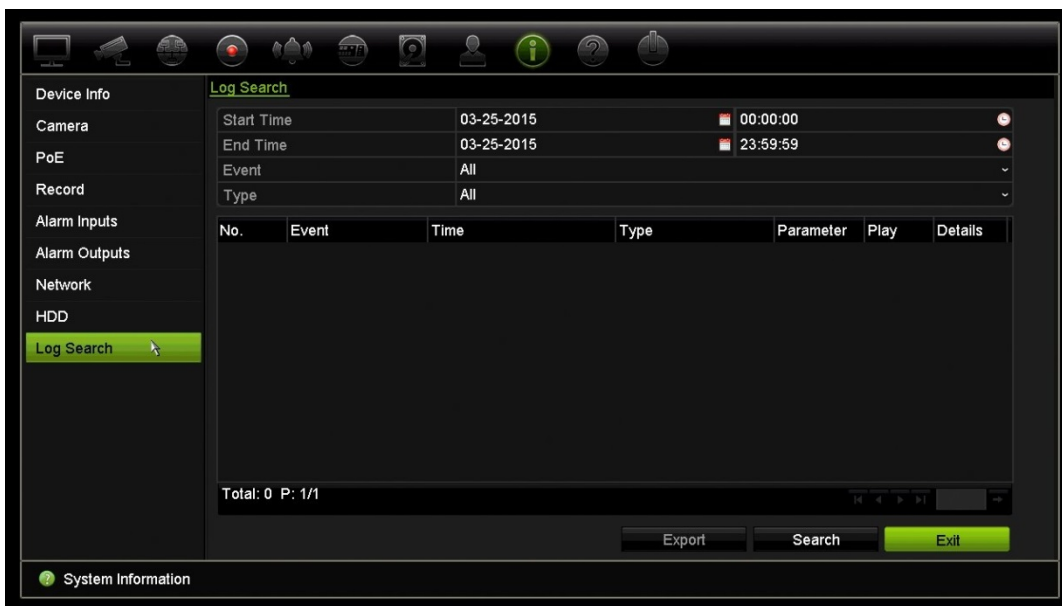 Device Info
Camera
PoE
Record
Alarm Inputs
Alarm Outputs
Network
HDD
Log Search
Log Search
Start Time 03-25-2015 00:00:00
End Time 03-25-2015 23:59:59
Event All
Type All
No. Event Time Type Parameter Play Details
Total: 0 P: 1/1
Export Search Exit
System Information